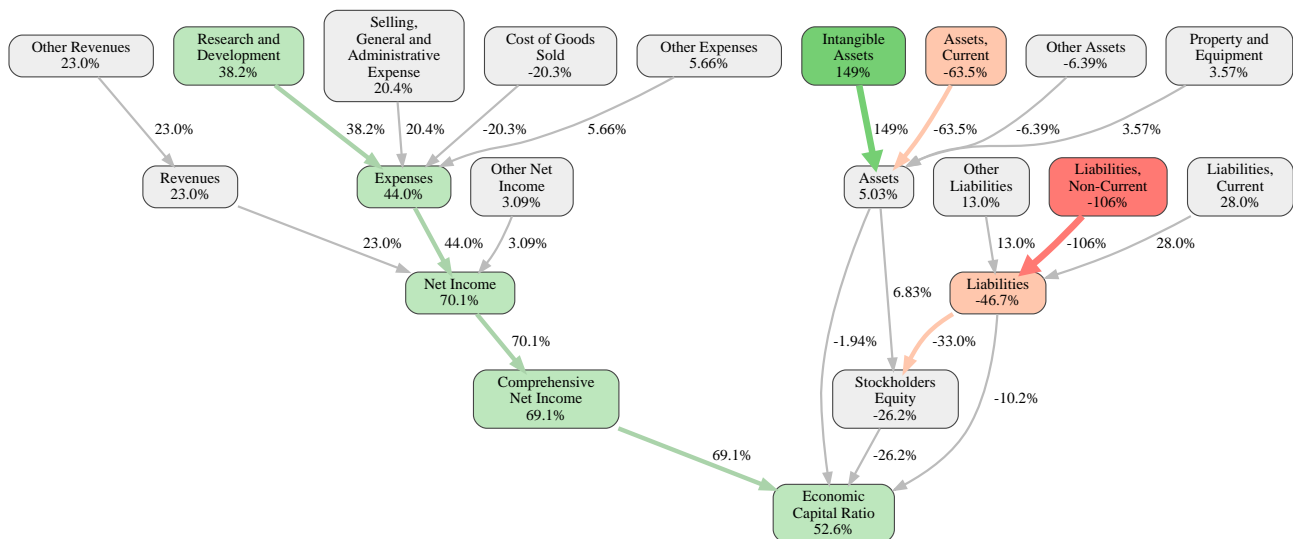 Other Revenues
23.0%
Research and
Development
38.2%
Selling,
General and
Administrative
Expense
20.4%
Cost of Goods
Sold
-20.3%
Other Expenses
5.66%
Intangible
Assets
149%
Assets,
Current
-63.5%
Other Assets
-6.39%
Property and
Equipment
3.57%
23.0%
38.2%
20.4%
-20.3%
5.66%
149%
-63.5%
-6.39%
3.57%
Revenues
23.0%
Expenses
44.0%
Other Net
Income
3.09%
Assets
5.03%
Other
Liabilities
13.0%
Liabilities,
Non-Current
-106%
Liabilities,
Current
28.0%
23.0%
44.0%
3.09%
13.0%
-106%
28.0%
Net Income
70.1%
6.83%
Liabilities
-46.7%
70.1%
-1.94%
-33.0%
Comprehensive
Net Income
69.1%
Stockholders
Equity
-26.2%
-10.2%
69.1%
-26.2%
Economic
Capital Ratio
52.6%